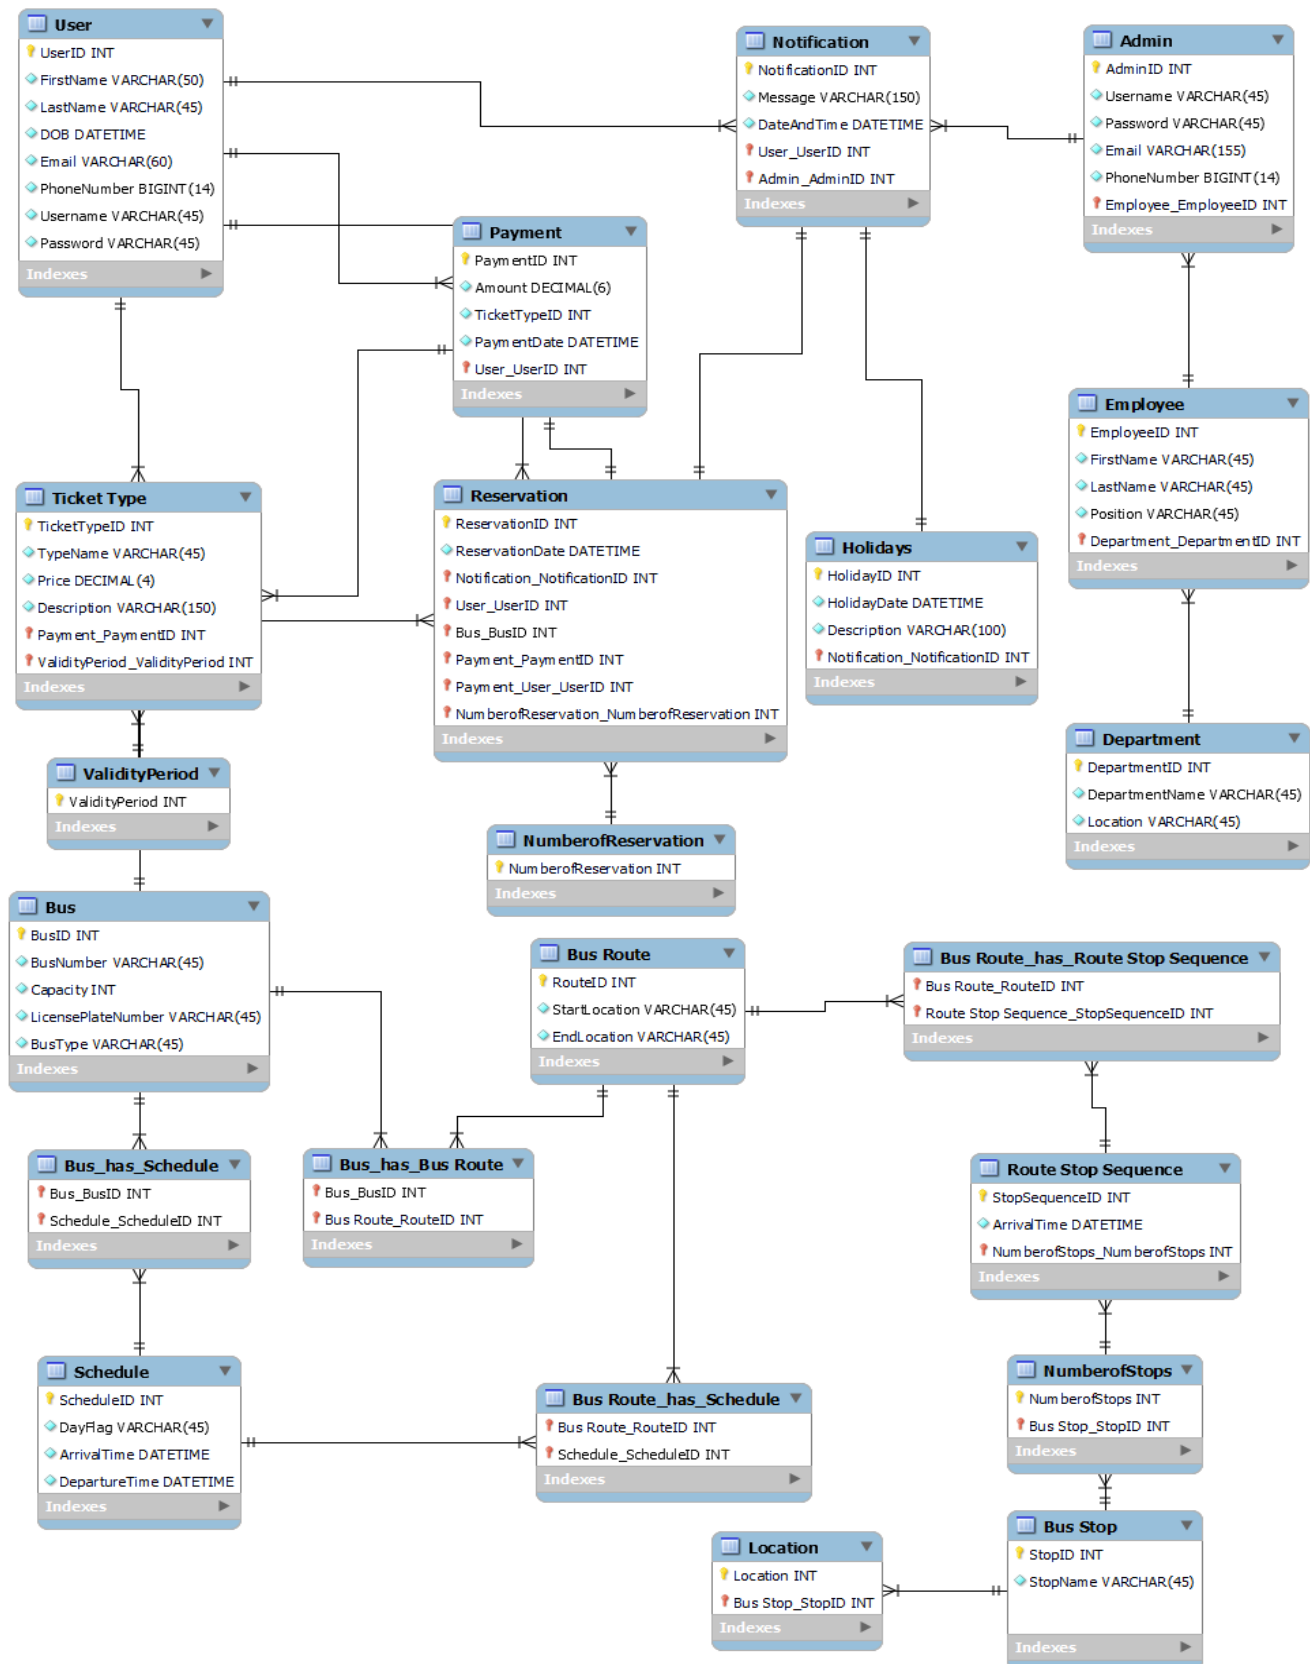 User
UserID INT
FirstName VARCHAR(50)
LastName VARCHAR(45)
DOB DATETIME
Email VARCHAR(60)
PhoneNumber BIGINT(14)
Username VARCHAR(45)
Password VARCHAR(45)
Indexes
Notification
NotificationID INT
Message VARCHAR(150)
DateAndTime DATETIME
User_UserID INT
Admin_AdminID INT
Indexes
Admin
AdminID INT
Username VARCHAR(45)
Password VARCHAR(45)
Email VARCHAR(155)
PhoneNumber BIGINT(14)
Employee_EmployeeID INT
Indexes
Payment
PaymentID INT
Amount DECIMAL(6)
TicketTypeID INT
PaymentDate DATETIME
User_UserID INT
Indexes
Employee
EmployeeID INT
FirstName VARCHAR(45)
LastName VARCHAR(45)
Position VARCHAR(45)
Department_DepartmentID INT
Indexes
Ticket Type
TicketTypeID INT
TypeName VARCHAR(45)
Price DECIMAL(4)
Description VARCHAR(150)
Payment_PaymentID INT
ValidityPeriod_ValidityPeriod INT
Indexes
Reservation
ReservationID INT
ReservationDate DATETIME
Notification_NotificationID INT
User_UserID INT
Bus_BusID INT
Payment_PaymentID INT
Payment_User_UserID INT
NumberofReservation_NumberofReservation INT
Indexes
Holidays
HolidayID INT
HolidayDate DATETIME
Description VARCHAR(100)
Notification_NotificationID INT
Indexes
Department
DepartmentID INT
DepartmentName VARCHAR(45)
Location VARCHAR(45)
Indexes
ValidityPeriod
ValidityPeriod INT
Indexes
NumberofReservation
NumberofReservation INT
Indexes
Bus
BusID INT
BusNumber VARCHAR(45)
Capacity INT
LicensePlateNumber VARCHAR(45)
BusType VARCHAR(45)
Indexes
Bus Route
RouteID INT
StartLocation VARCHAR(45)
EndLocation VARCHAR(45)
Indexes
Bus Route_has_Route Stop Sequence
Bus Route_RouteID INT
Route Stop Sequence_StopSequenceID INT
Indexes
Bus_has_Schedule
Bus_BusID INT
Schedule_ScheduleID INT
Indexes
Bus_has_Bus Route
Bus_BusID INT
Bus Route_RouteID INT
Indexes
Route Stop Sequence
StopSequenceID INT
ArrivalTime DATETIME
NumberofStops_NumberofStops INT
Indexes
Schedule
ScheduleID INT
DayFlag VARCHAR(45)
ArrivalTime DATETIME
DepartureTime DATETIME
Indexes
Bus Route_has_Schedule
Bus Route_RouteID INT
Schedule_ScheduleID INT
Indexes
NumberofStops
NumberofStops INT
Bus Stop_StopID INT
Indexes
Location
Location INT
Bus Stop_StopID INT
Indexes
Bus Stop
StopID INT
StopName VARCHAR(45)
Indexes